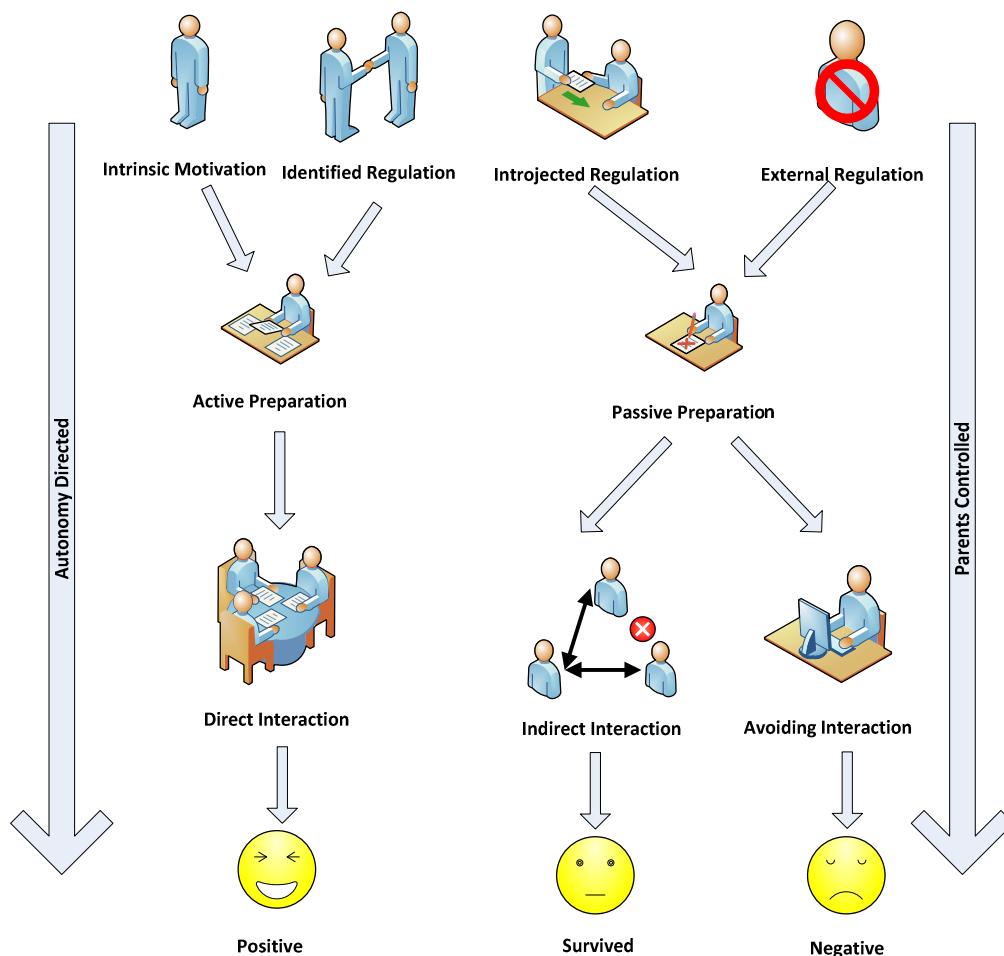 Intrinsic Motivation
Identified Regulation
Introjected Regulation
External Regulation
Active Preparation
Passive Preparation
Autonomy Directed
Parents Controlled
Direct Interaction
Indirect Interaction
Avoiding Interaction
Positive
Survived
Negative